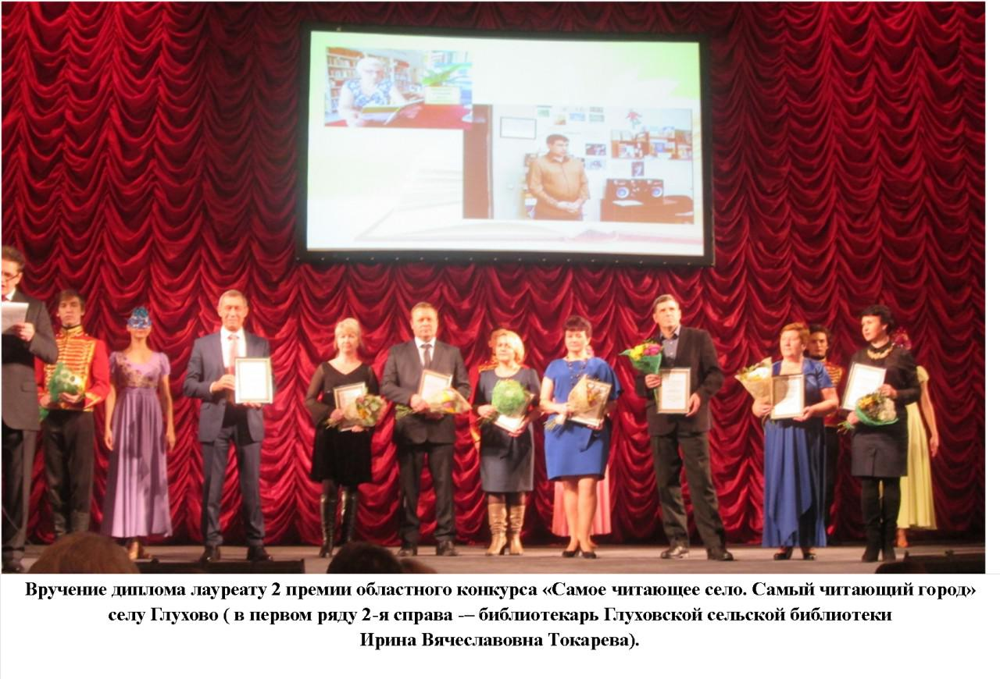 Вручение диплома лауреату 2 премии областного конкурса «Самое читающее село. Самый читающий город»
селу Глухово ( в первом ряду 2-я справа -– библиотекарь Глуховской сельской библиотеки
Ирина Вячеславовна Токарева).